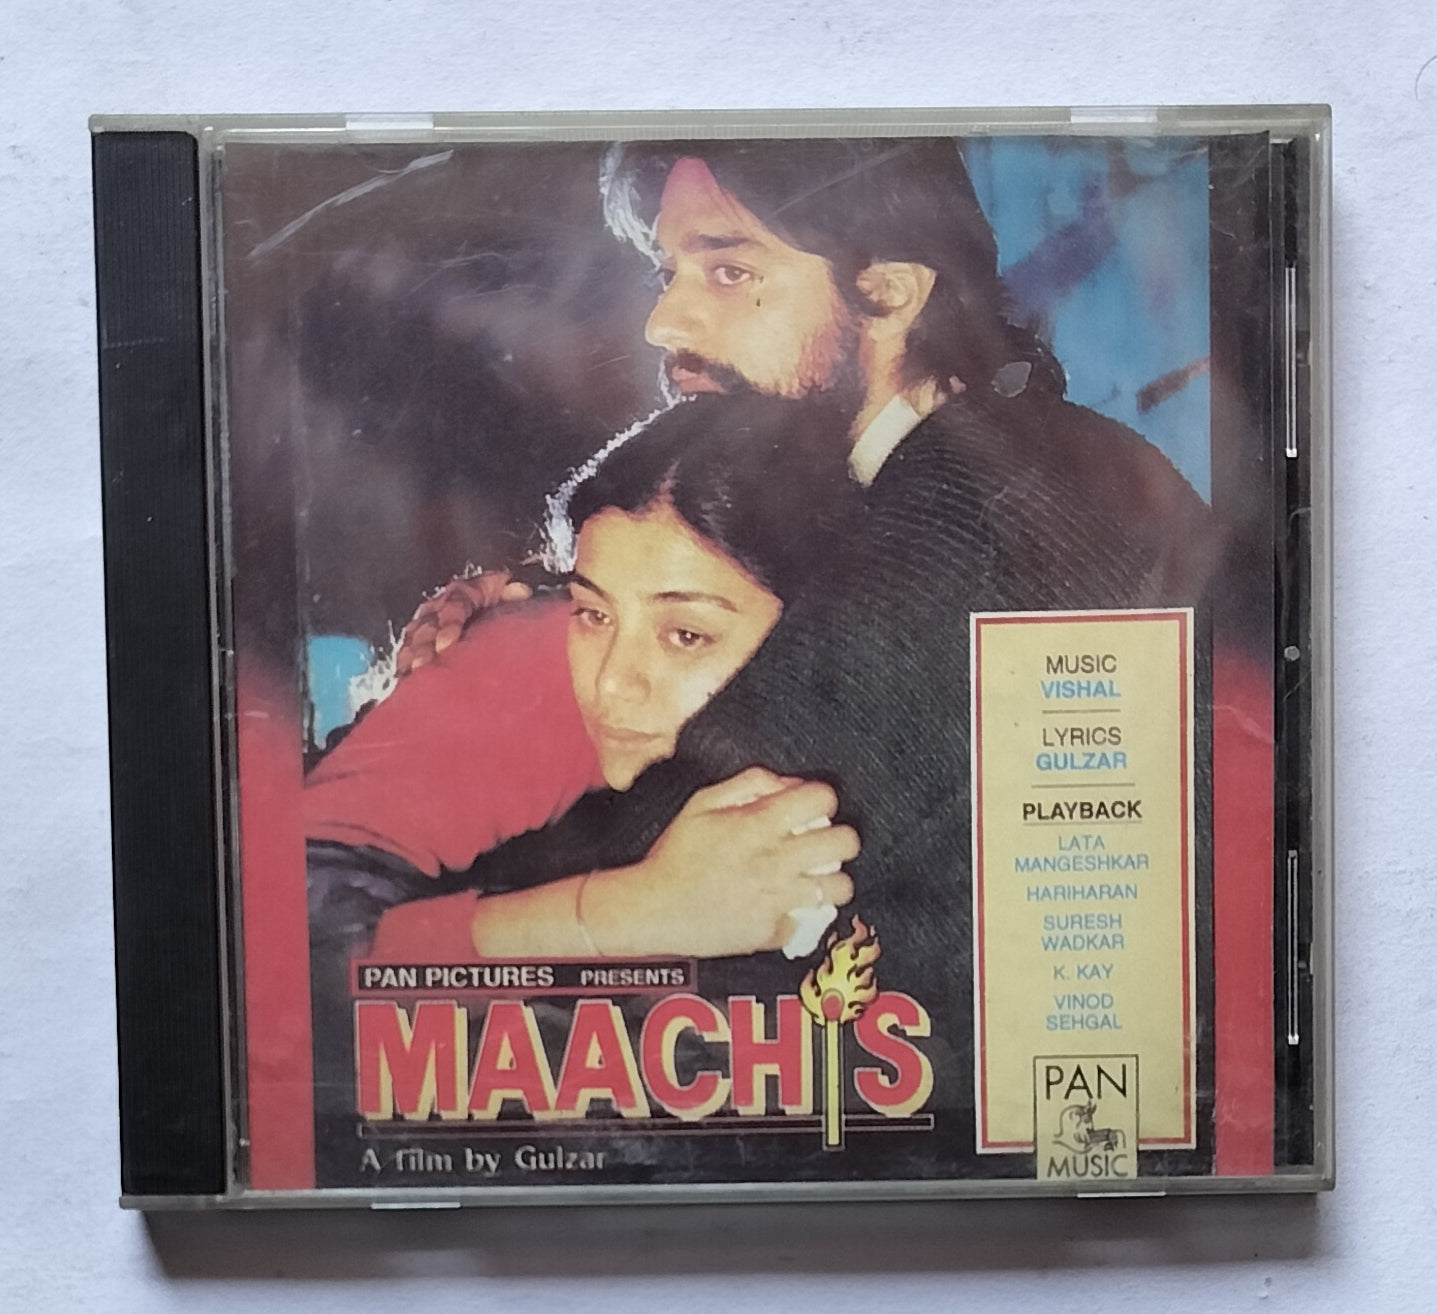 PAN PICTURES PRESENTS
MAACHIS
A film by Gulzar
MUSIC
VISHAL
LYRICS
GULZAR
PLAYBACK
LATA
MANGESHKAR
HARIHARAN
SURESH
WADKAR
K. KAY
VINOD
SEHGAL
PAN
MUSIC